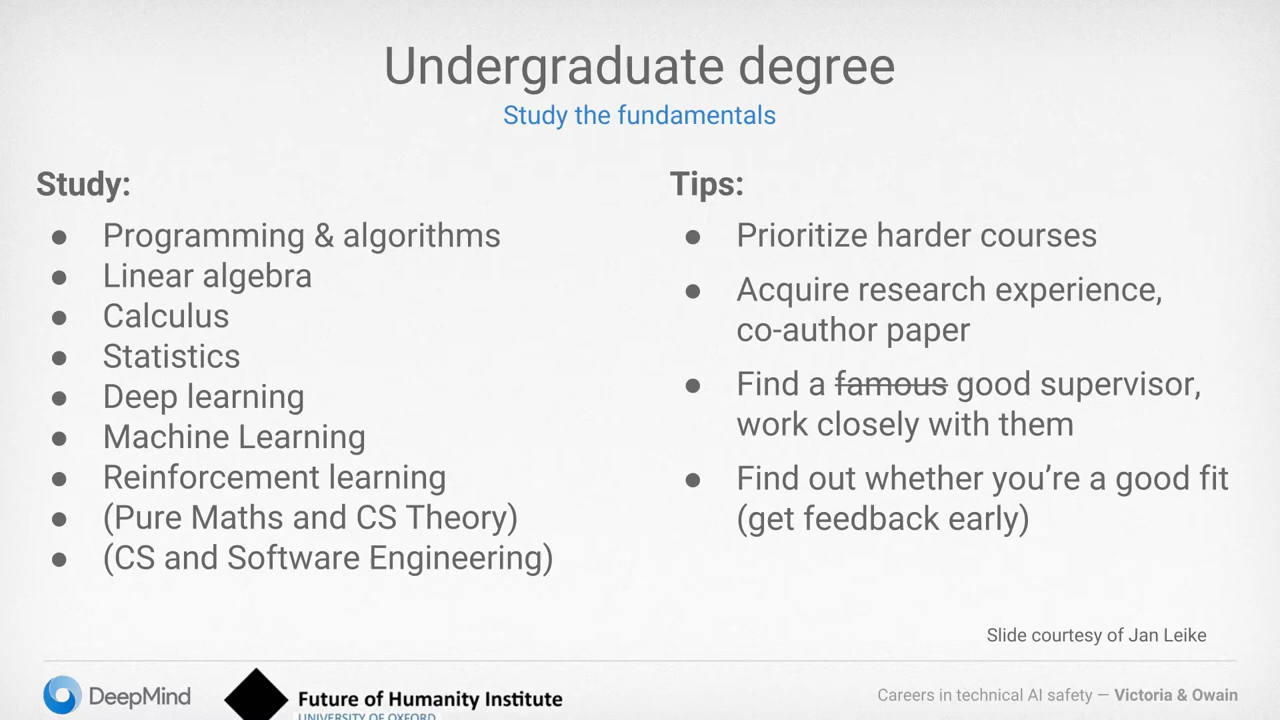 Undergraduate degree
Study the fundamentals
Study:
● Programming & algorithms
● Linear algebra
● Calculus
● Statistics
● Deep learning
● Machine Learning
● Reinforcement learning
● (Pure Maths and CS Theory)
● (CS and Software Engineering)
Tips:
● Prioritize harder courses
● Acquire research experience,
co-author paper
● Find a famous good supervisor,
work closely with them
● Find out whether you’re a good fit
(get feedback early)
Slide courtesy of Jan Leike
DeepMind
Future of Humanity Institute
UNIVERSITY OF OXFORD
Careers in technical AI safety — Victoria & Owain